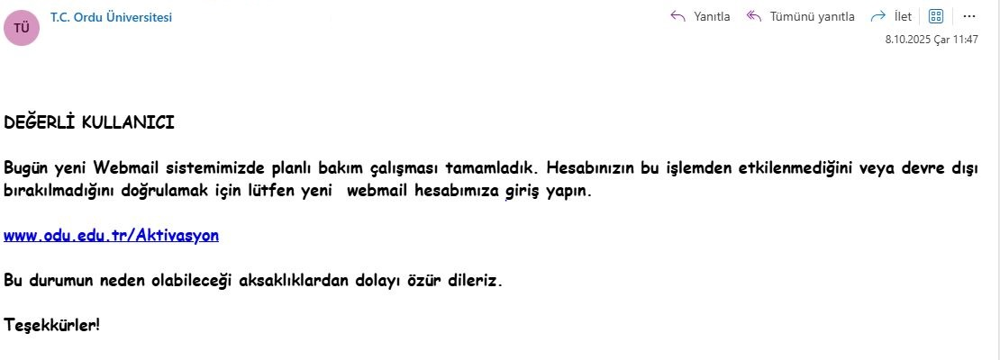 TÜ
T.C. Ordu Üniversitesi
Yanıtla
Tümünü yanıtla
İlet
8.10.2025 Çar 11:47
DEĞERLİ KULLANICI
Bugün yeni Webmail sistemimizde planlı bakım çalışması tamamladık. Hesabınızın bu işlemden etkilenmediğini veya devre dışı
bırakılmadığını doğrulamak için lütfen yeni  webmail hesabımıza giriş yapın.
www.odu.edu.tr/Aktivasyon
Bu durumun neden olabileceği aksaklıklardan dolayı özür dileriz.
Teşekkürler!